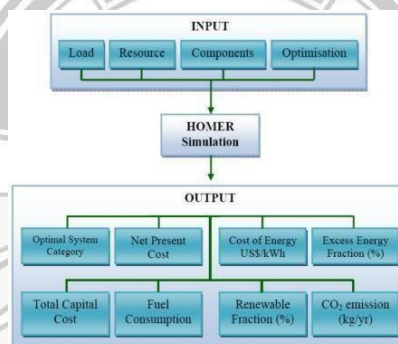 INPUT
Load Resource Components Optimisation
HOMER
Simulation
OUTPUT
Optimal System
Category
Net Present
Cost
Cost of Energy
US$/kWh
Excess Energy
Fraction (%)
Total Capital
Cost
Fuel
Consumption
Renewable
Fraction (%)
CO₂ emission
(kg/yr)